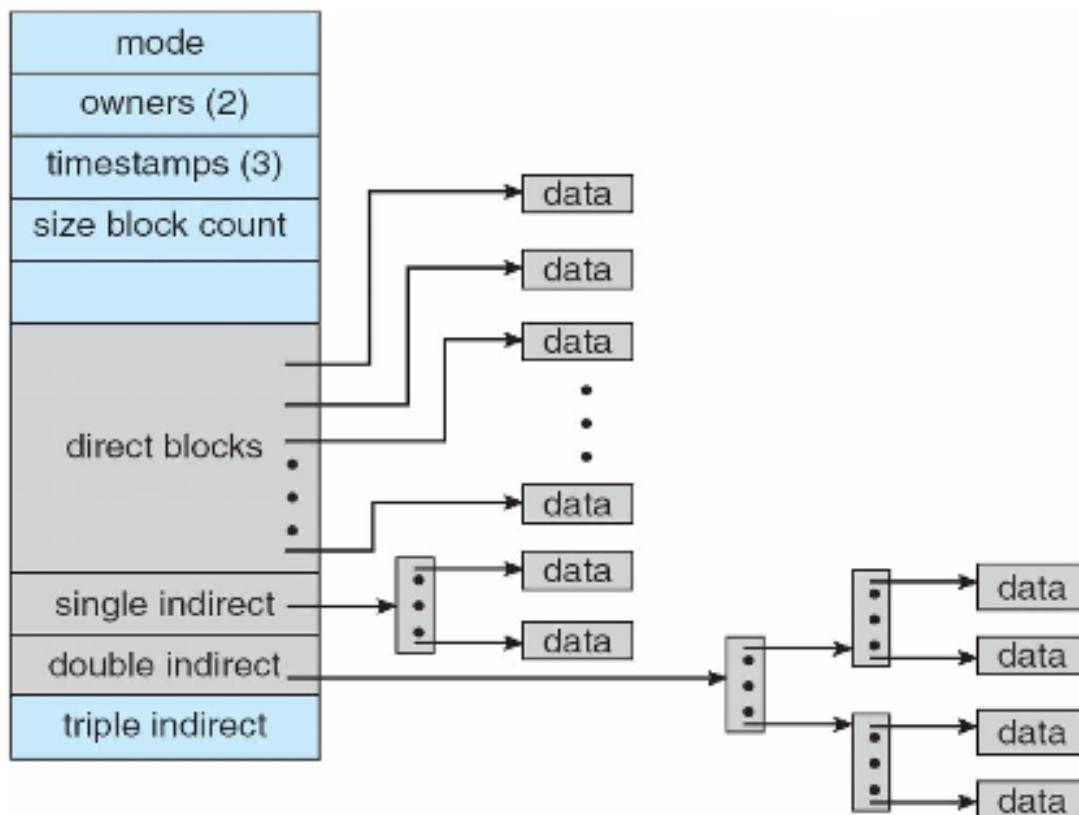 mode
owners (2)
timestamps (3)
size block count
direct blocks
single indirect
double indirect
triple indirect
data
data
data
data
data
data
data
data
data
data